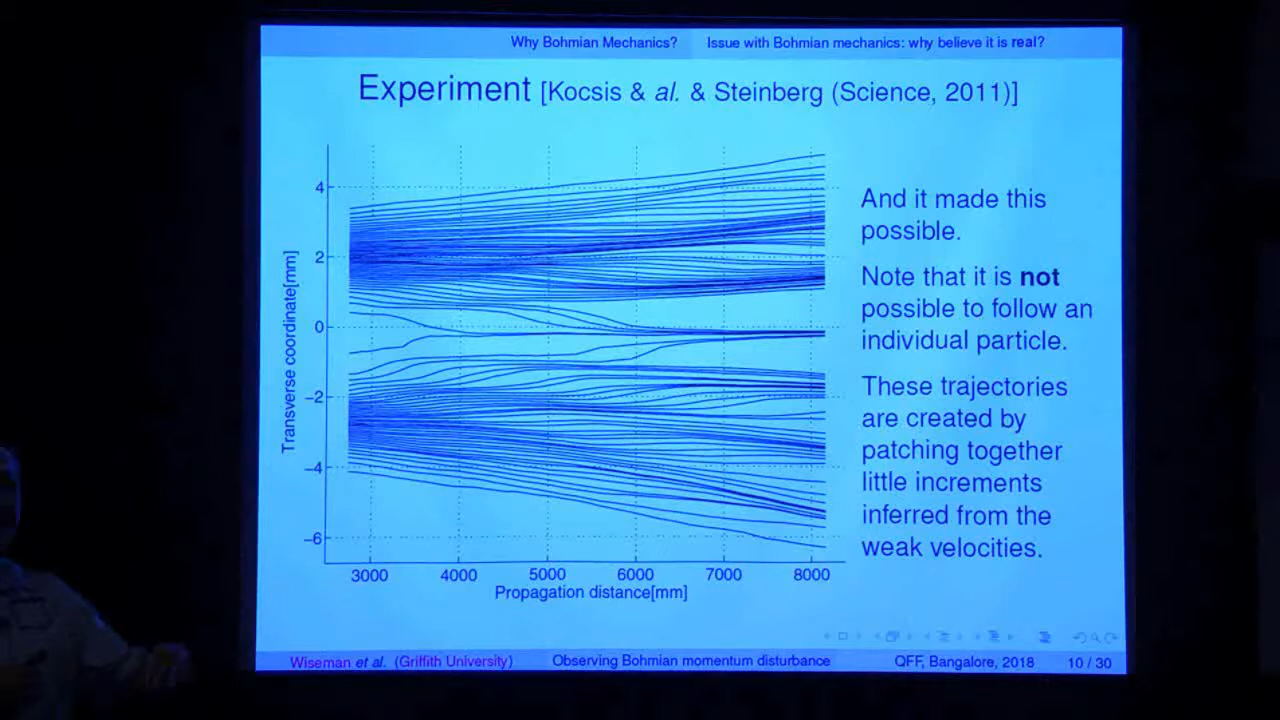 Why Bohmian Mechanics? Issue with Bohmian mechanics: why believe it is real?
Experiment [Kocsis & al. & Steinberg (Science, 2011)]
And it made this
possible.
Note that it is not
possible to follow an
individual particle.
These trajectories
are created by
patching together
little increments
inferred from the
weak velocities.
Transverse coordinate[mm]
4
2
0
−2
−4
−6
3000 4000 5000 6000 7000 8000
Propagation distance[mm]
Wiseman et al. (Griffith University) Observing Bohmian momentum disturbance QFF, Bangalore, 2018 10 / 30